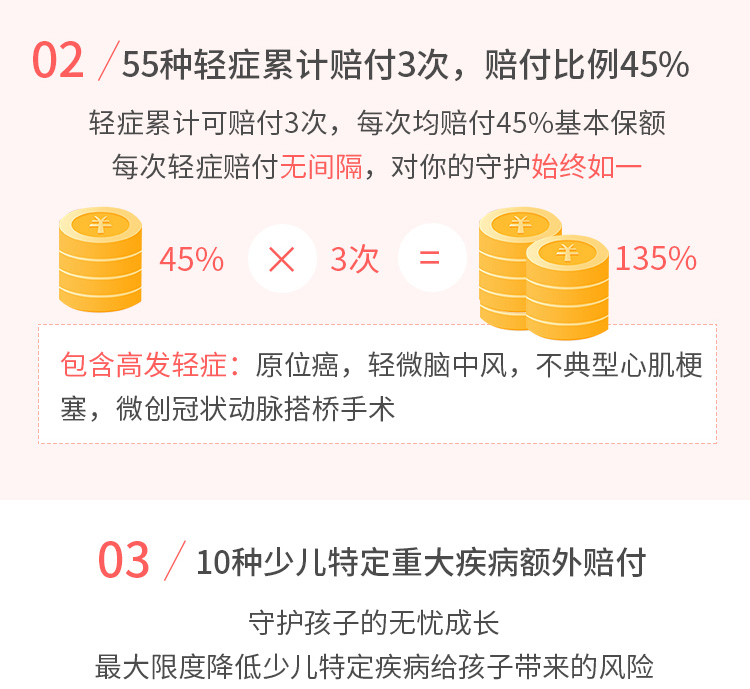 02 / 55种轻症累计赔付3次，赔付比例45%
轻症累计可赔付3次，每次均赔付45%基本保额
每次轻症赔付无间隔，对你的守护始终如一
45% × 3次 = 135%
包含高发轻症：原位癌，轻微脑中风，不典型心肌梗
塞，微创冠状动脉搭桥手术
03 / 10种少儿特定重大疾病额外赔付
守护孩子的无忧成长
最大限度降低少儿特定疾病给孩子带来的风险